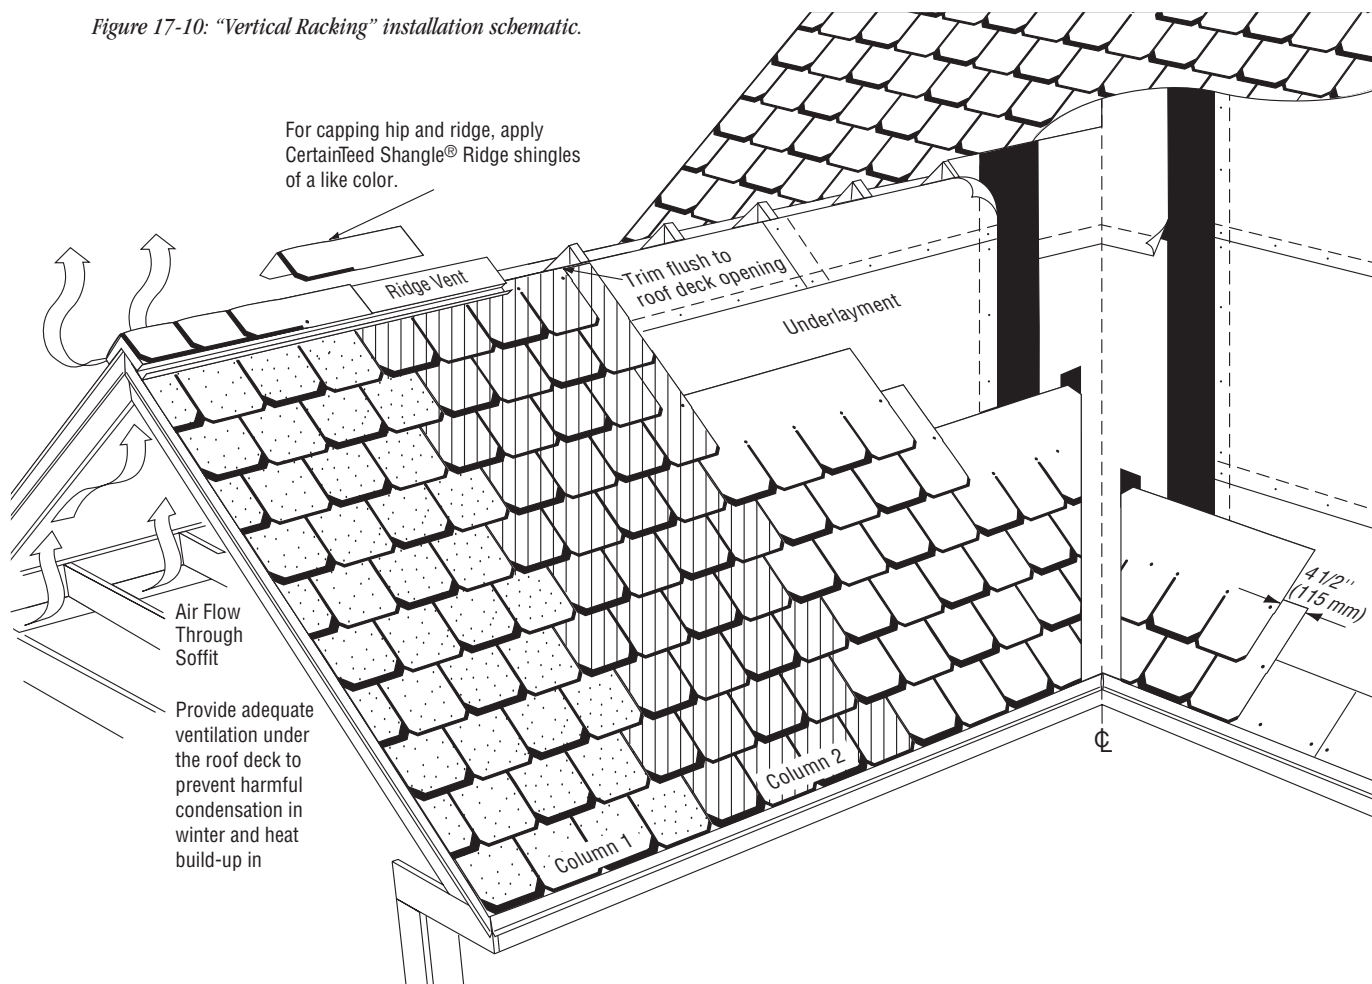 Figure 17-10: “Vertical Racking” installation schematic.
For capping hip and ridge, apply
CertainTeed Shangle® Ridge shingles
of a like color.
Ridge Vent
Trim flush to
roof deck opening
Underlayment
4 1/2"
(115 mm)
Air Flow
Through
Soffit
Provide adequate
ventilation under
the roof deck to
prevent harmful
condensation in
winter and heat
build-up in
Column 1
Column 2
℄